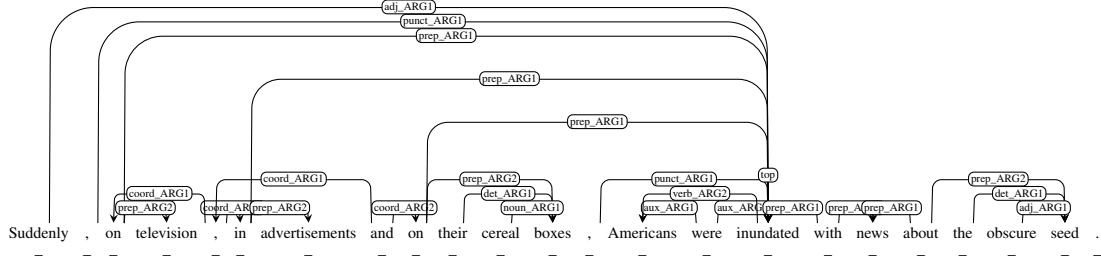 adj_ARG1
punct_ARG1
prep_ARG1
prep_ARG1
prep_ARG1
coord_ARG1 prep_ARG2 punct_ARG1 top prep_ARG2
coord_ARG1 det_ARG1 verb_ARG2 det_ARG1
prep_ARG2 prep_ARG2 coord_ARG2 noun_ARG1 aux_ARG1 prep_ARG1 prep_ARG1 adj_ARG1
Suddenly , on television , in advertisements and on their cereal boxes , Americans were inundated with news about the obscure seed .
_ _ _ _ _ _ _ _ _ _ _ _ _ _ _ _ _ _ _ _ _ _ _